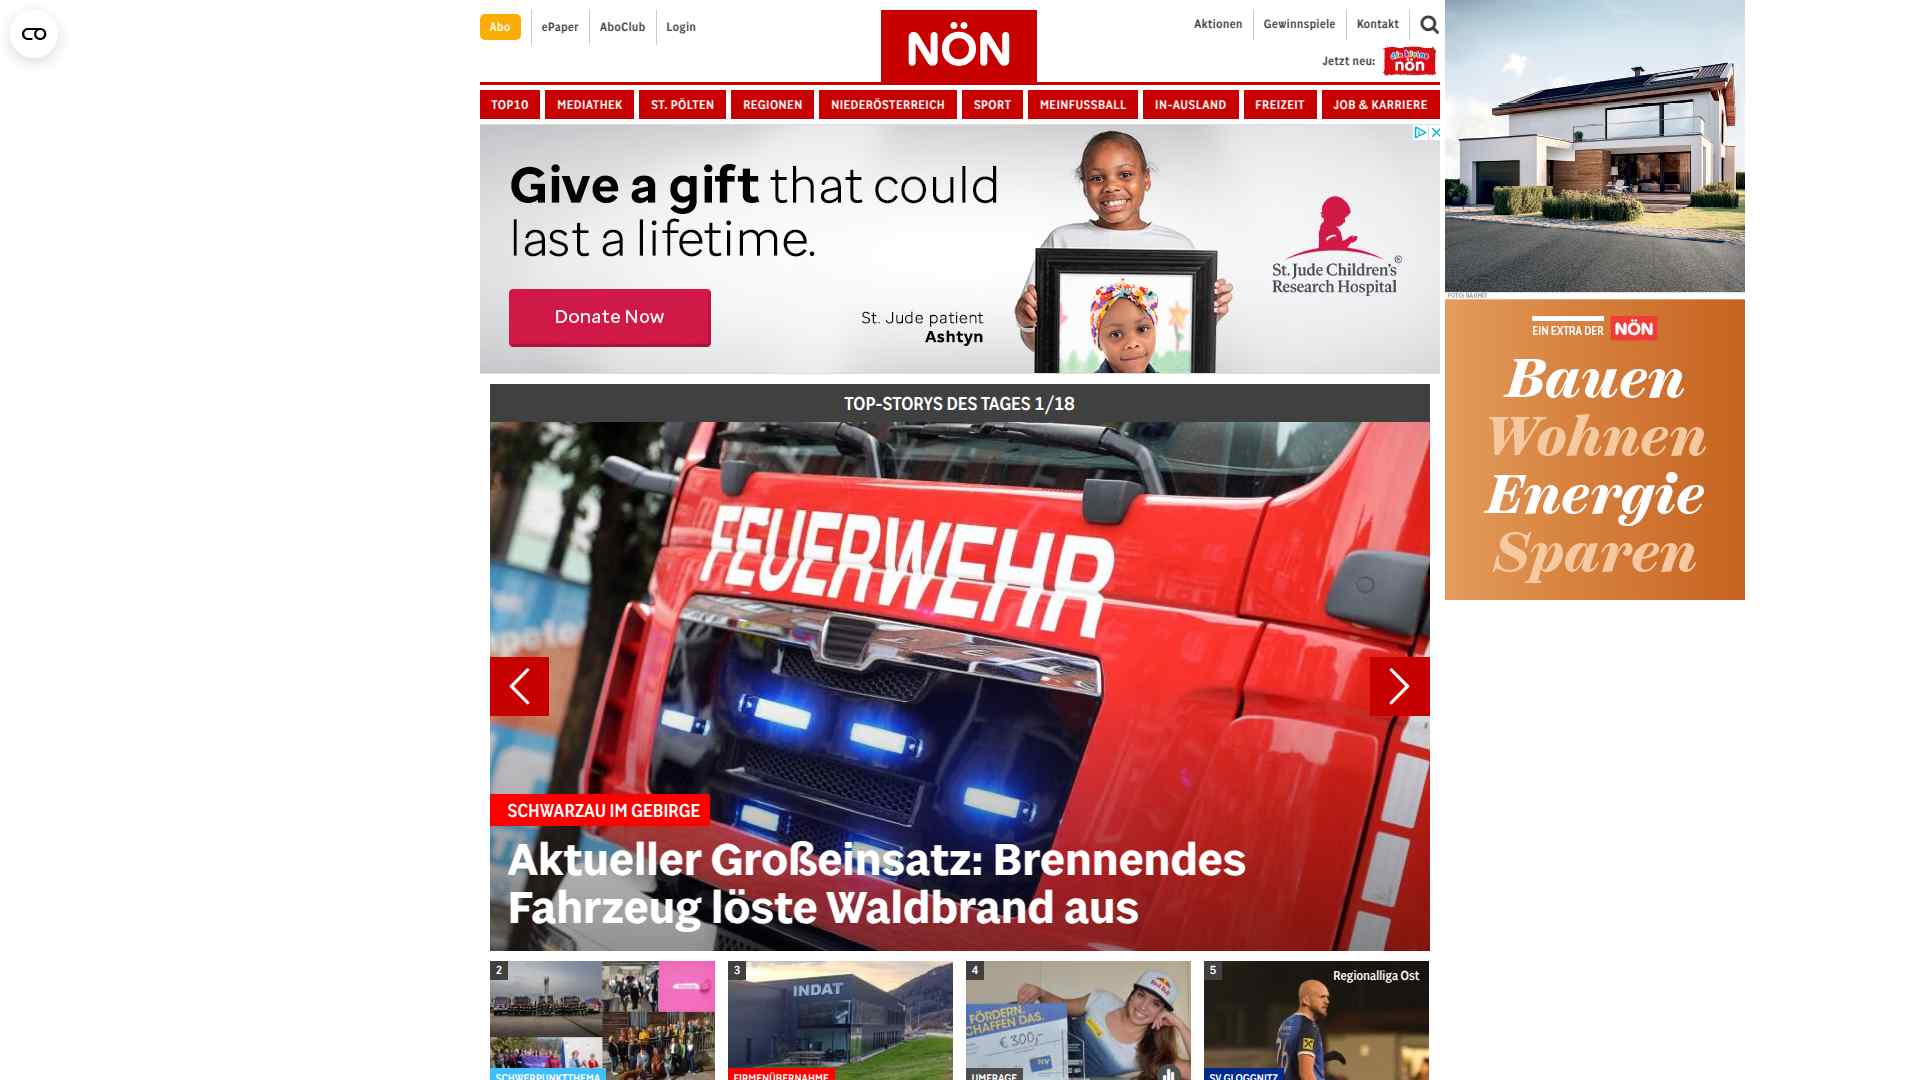 Abo
ePaper
AboClub
Login
NÖN
Aktionen
Gewinnspiele
Kontakt
Jetzt neu:
die kleine
nön
TOP10
MEDIATHEK
ST. PÖLTEN
REGIONEN
NIEDERÖSTERREICH
SPORT
MEINFUSSBALL
IN-AUSLAND
FREIZEIT
JOB & KARRIERE
Give a gift that could
last a lifetime.
Donate Now
St. Jude patient
Ashtyn
St. Jude Children's®
Research Hospital
EIN EXTRA DER NÖN
Bauen
Wohnen
Energie
Sparen
TOP-STORYS DES TAGES 1/18
FEUERWEHR
SCHWARZAU IM GEBIRGE
Aktueller Großeinsatz: Brennendes
Fahrzeug löste Waldbrand aus
2
SCHWERPUNKTTHEMA
3
INDAT
FIRMENÜBERNAHME
4
FÖRDERN.
SCHAFFEN DAS.
€ 300,-
NV
Red Bull
UMFRAGE
5
Regionalliga Ost
26
SV GLOGGNITZ